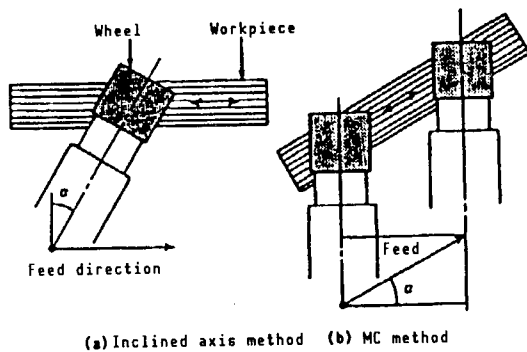 Wheel
Workpiece
α
Feed direction
Feed
α
(a) Inclined axis method (b) MC method